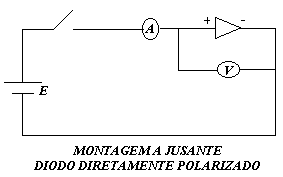 A
+ -
V
E
MONTAGEM A JUSANTE
DIODO DIRETAMENTE POLARIZADO